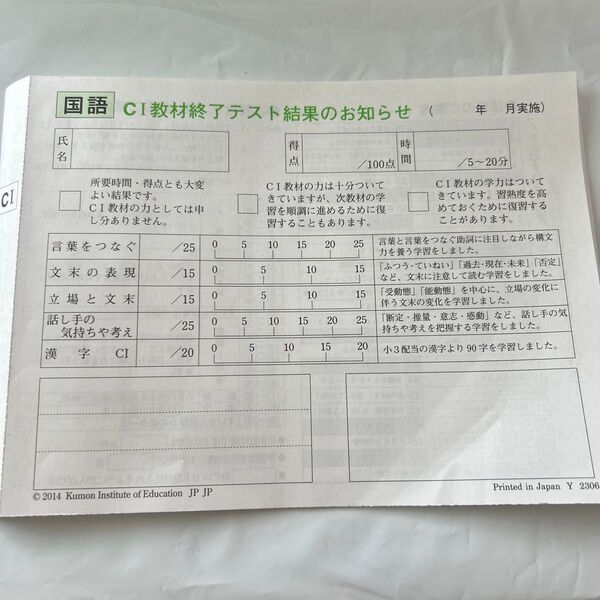 国語 CI教材終了テスト結果のお知らせ ( 年 月実施)
CI
氏名
得点 /100点
時間 /5～20分
所要時間・得点とも大変
よい結果です。
CI教材の力としては申
し分ありません。
CI教材の力は十分ついて
きていますが、次教材の学
習を順調に進めるために復
習することもあります。
CI教材の学力はついて
きています。習熟度を高
めておくために復習する
ことがあります。
言葉をつなぐ /25 0 5 10 15 20 25 言葉と言葉をつなぐ助詞に注目しながら構文
力を養う学習をしました。
文末の表現 /15 0 5 10 15 「ふつう・ていねい」「過去・現在・未来」「否定」
など、文末に注意して読む学習をしました。
立場と文末 /15 0 5 10 15 「受動態」「能動態」を中心に、立場の変化に
伴う文末の変化を学習しました。
話し手の
気持ちや考え /25 0 5 10 15 20 25 「断定・推量・意志・感動」など、話し手の気
持ちや考えを把握する学習をしました。
漢字 CI /20 0 5 10 15 20 小3配当の漢字より90字を学習しました。
© 2014 Kumon Institute of Education JP JP
Printed in Japan Y 2306